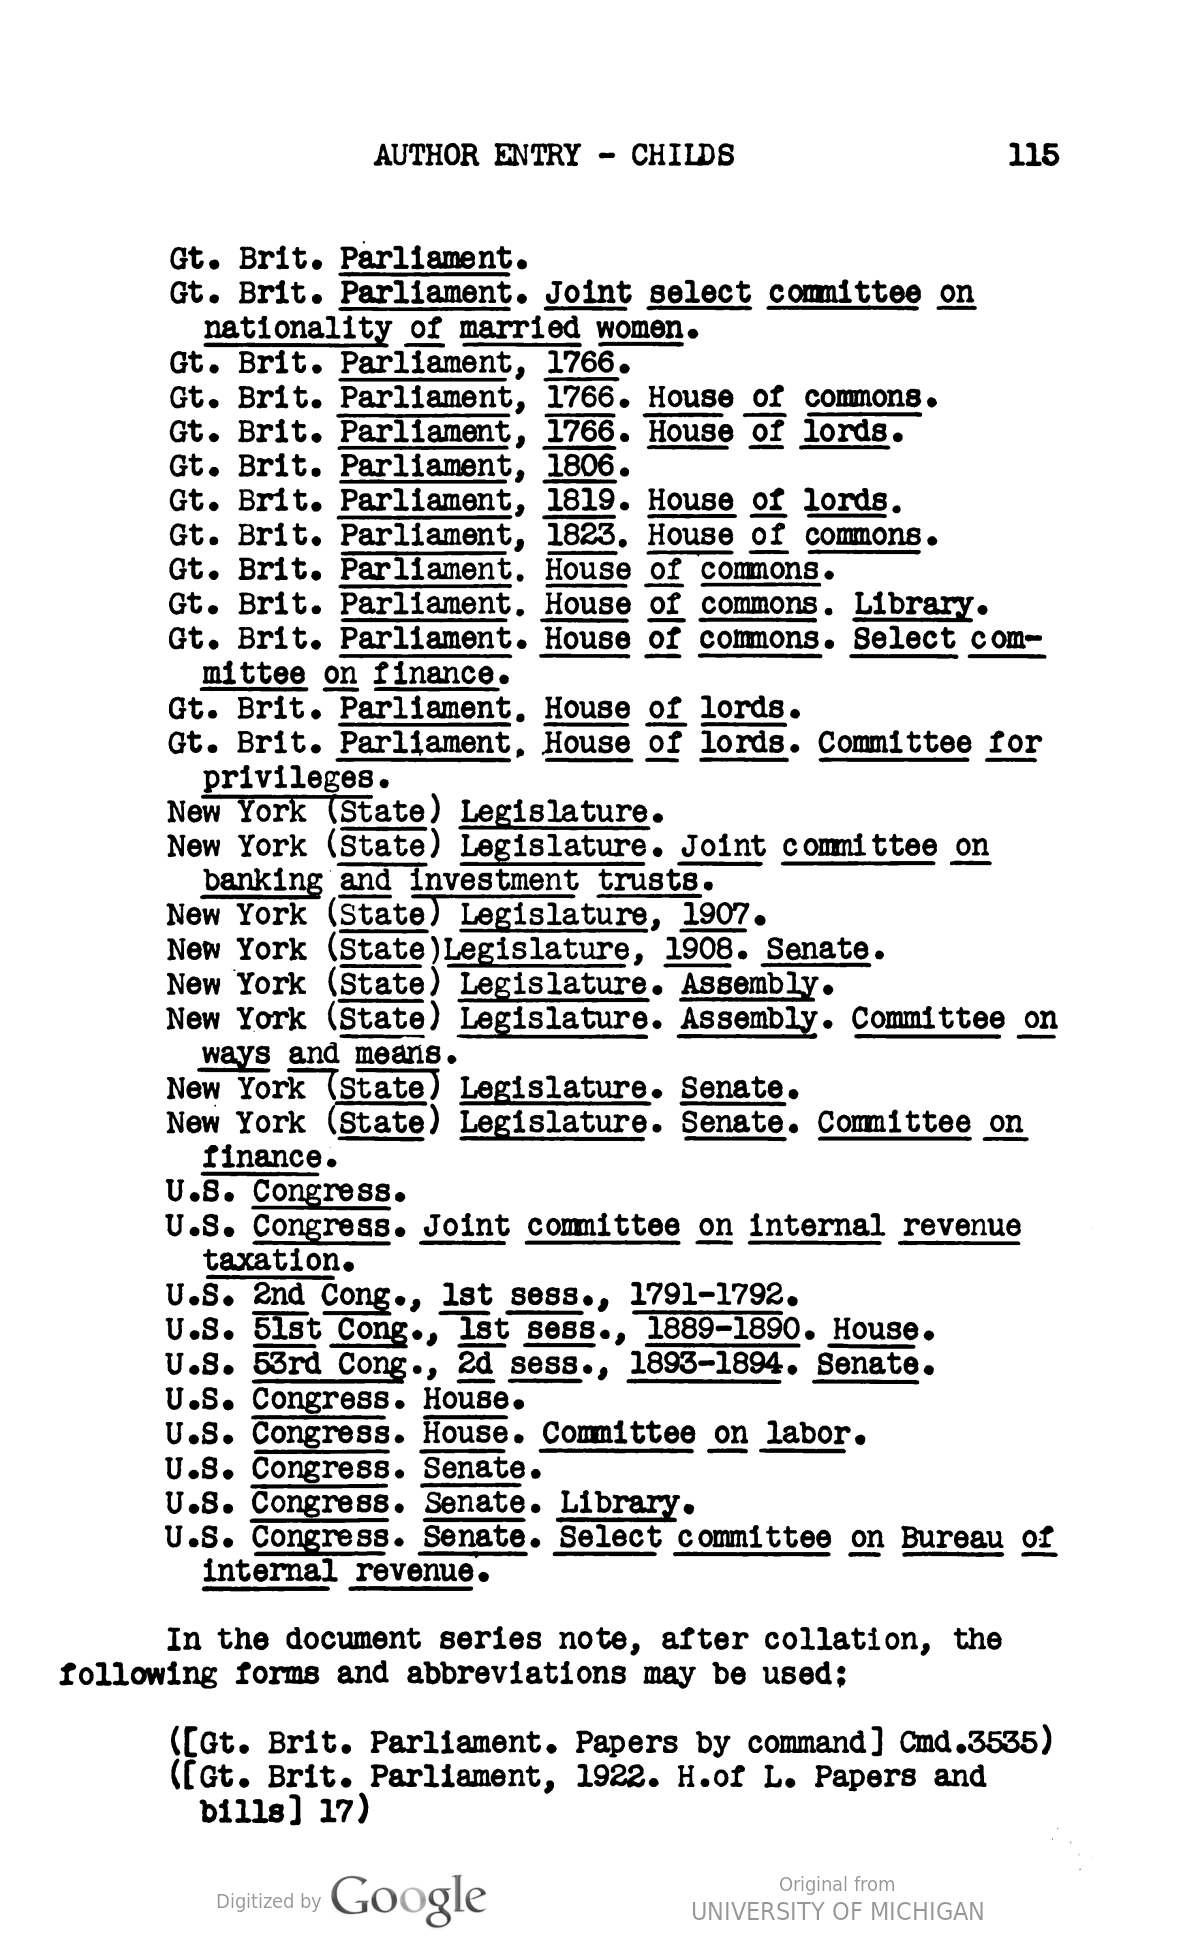 AUTHOR ENTRY - CHILDS 115
Gt. Brit. Parliament.
Gt. Brit. Parliament. Joint select committee on
nationality of married women.
Gt. Brit. Parliament, 1766.
Gt. Brit. Parliament, 1766. House of commons.
Gt. Brit. Parliament, 1766. House of lords.
Gt. Brit. Parliament, 1806.
Gt. Brit. Parliament, 1819. House of lords.
Gt. Brit. Parliament, 1823. House of commons.
Gt. Brit. Parliament. House of commons.
Gt. Brit. Parliament. House of commons. Library.
Gt. Brit. Parliament. House of commons. Select com-
mittee on finance.
Gt. Brit. Parliament. House of lords.
Gt. Brit. Parliament. House of lords. Committee for
privileges.
New York (State) Legislature.
New York (State) Legislature. Joint committee on
banking and investment trusts.
New York (State) Legislature, 1907.
New York (State)Legislature, 1908. Senate.
New York (State) Legislature. Assembly.
New York (State) Legislature. Assembly. Committee on
ways and means.
New York (State) Legislature. Senate.
New York (State) Legislature. Senate. Committee on
finance.
U.S. Congress.
U.S. Congress. Joint committee on internal revenue
taxation.
U.S. 2nd Cong., 1st sess., 1791-1792.
U.S. 51st Cong., 1st sess., 1889-1890. House.
U.S. 53rd Cong., 2d sess., 1893-1894. Senate.
U.S. Congress. House.
U.S. Congress. House. Committee on labor.
U.S. Congress. Senate.
U.S. Congress. Senate. Library.
U.S. Congress. Senate. Select committee on Bureau of
internal revenue.
In the document series note, after collation, the
following forms and abbreviations may be used:
([Gt. Brit. Parliament. Papers by command] Cmd.3535)
([Gt. Brit. Parliament, 1922. H.of L. Papers and
bills] 17)
Digitized by Google
Original from
UNIVERSITY OF MICHIGAN